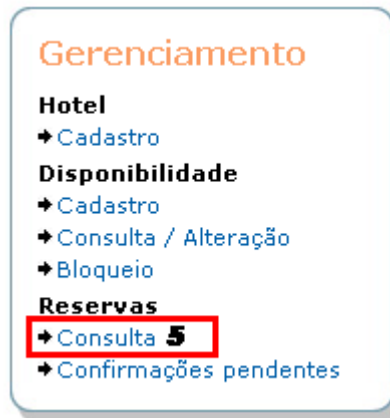 Gerenciamento
Hotel
Cadastro
Disponibilidade
Cadastro
Consulta / Alteração
Bloqueio
Reservas
Consulta 5
Confirmações pendentes